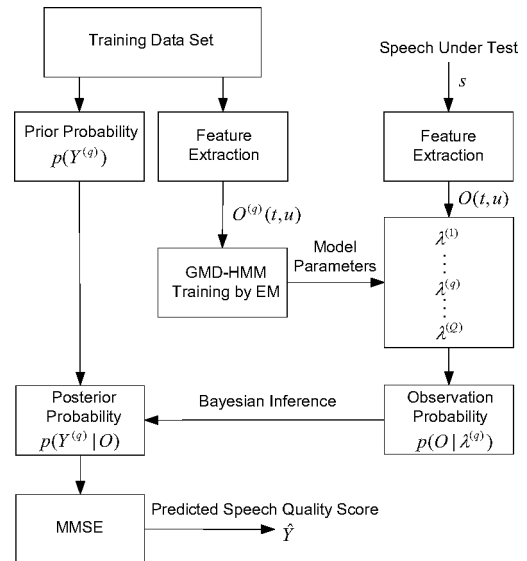 Training Data Set
Speech Under Test
s
Prior Probability
p(Y^(q))
Feature
Extraction
Feature
Extraction
O^(q)(t,u)
O(t,u)
GMD-HMM
Training by EM
Model
Parameters
λ^(1)
⋮
λ^(q)
⋮
λ^(Q)
Posterior
Probability
p(Y^(q)|O)
Bayesian Inference
Observation
Probability
p(O|λ^(q))
MMSE
Predicted Speech Quality Score
Ŷ